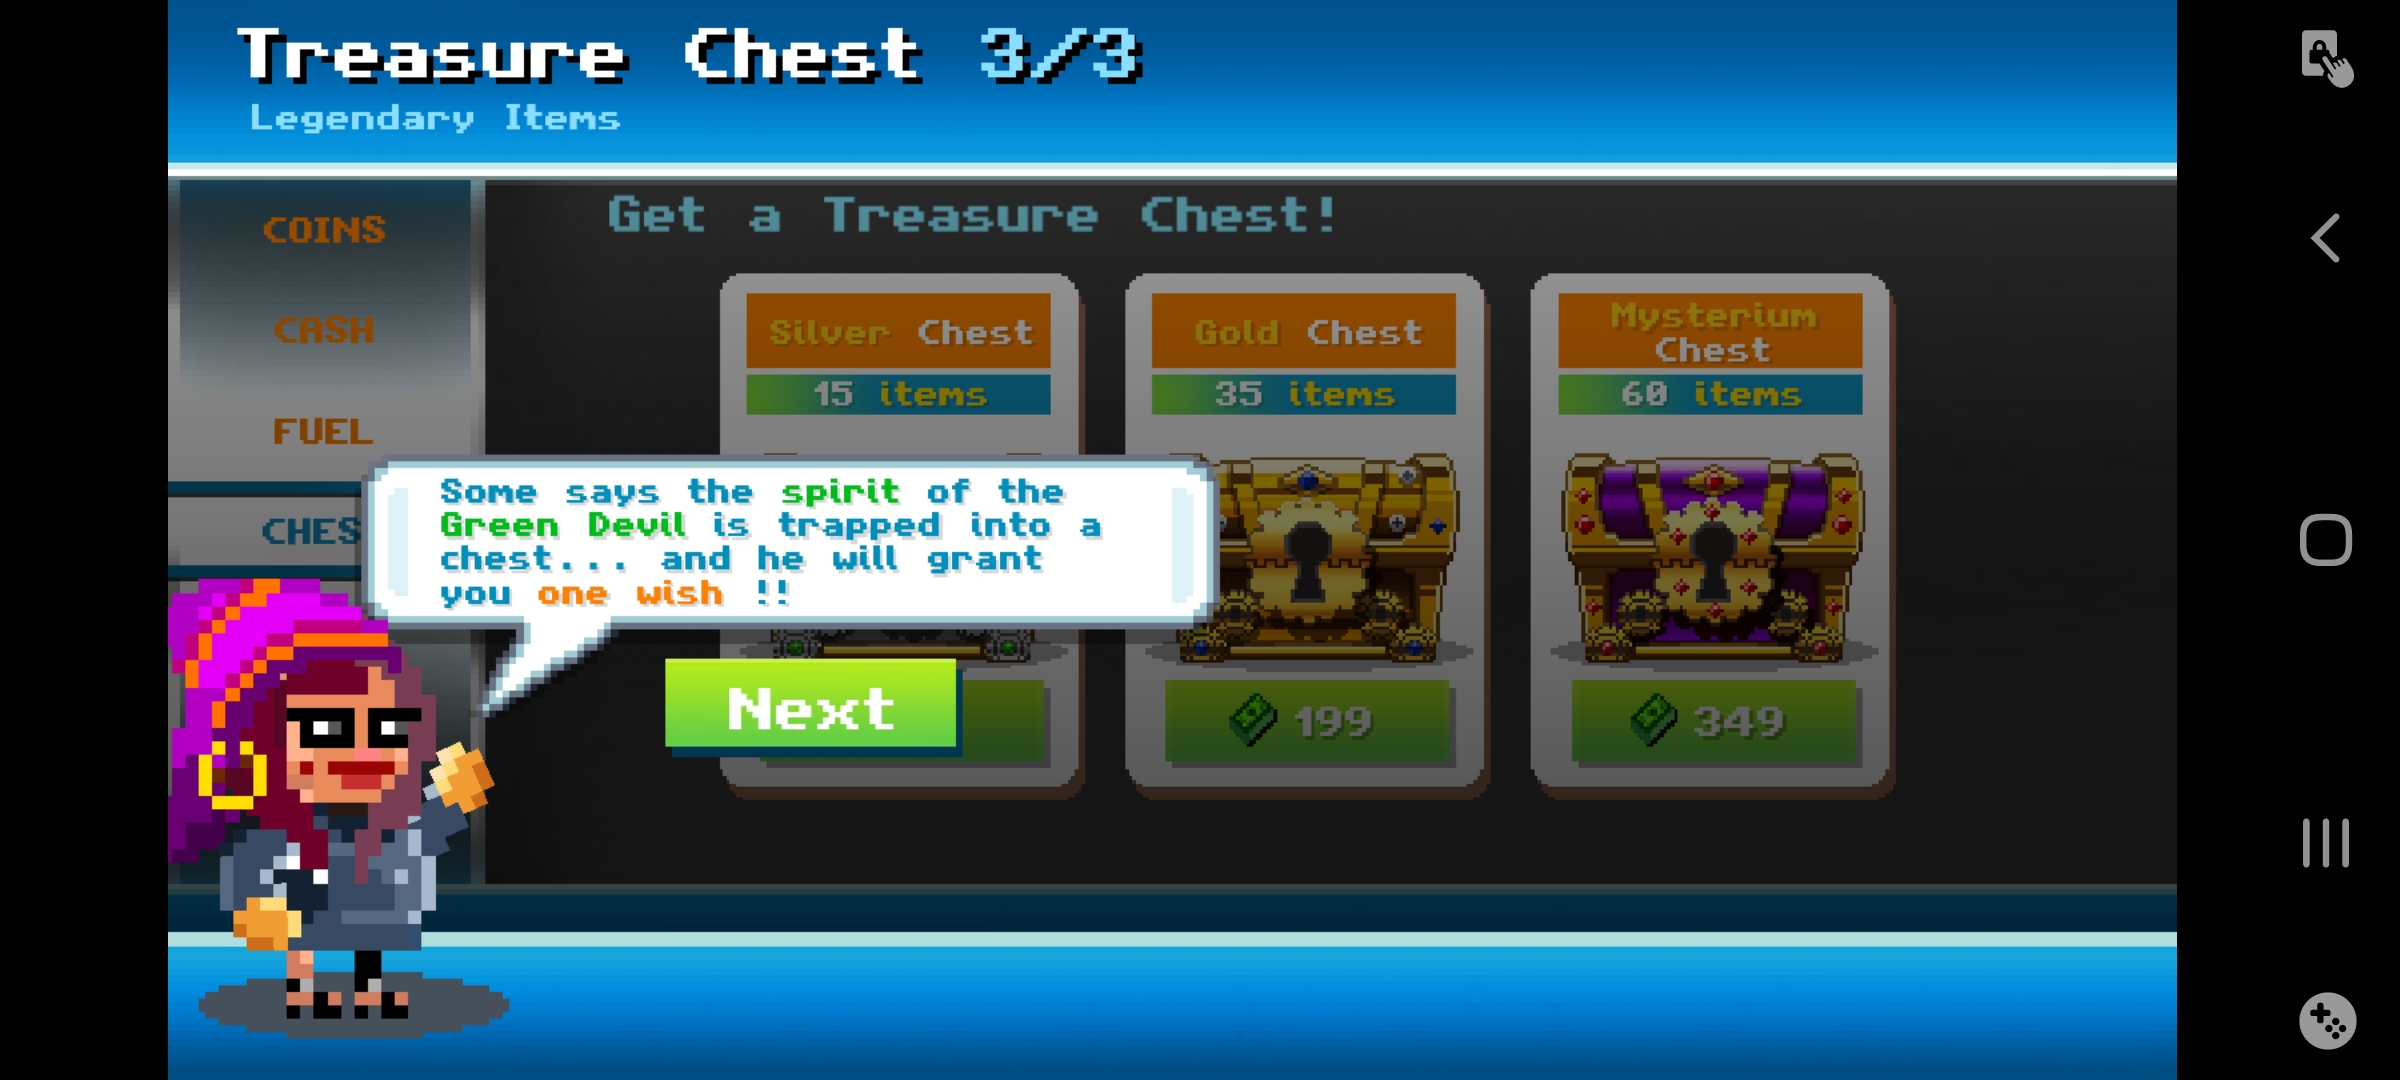 Treasure Chest 3/3
Legendary Items
COINS
CASH
FUEL
CHES
Get a Treasure Chest!
Silver Chest
15 items
Gold Chest
35 items
Mysterium
Chest
60 items
Some says the spirit of the
Green Devil is trapped into a
chest... and he will grant
you one wish !!
Next
199
349